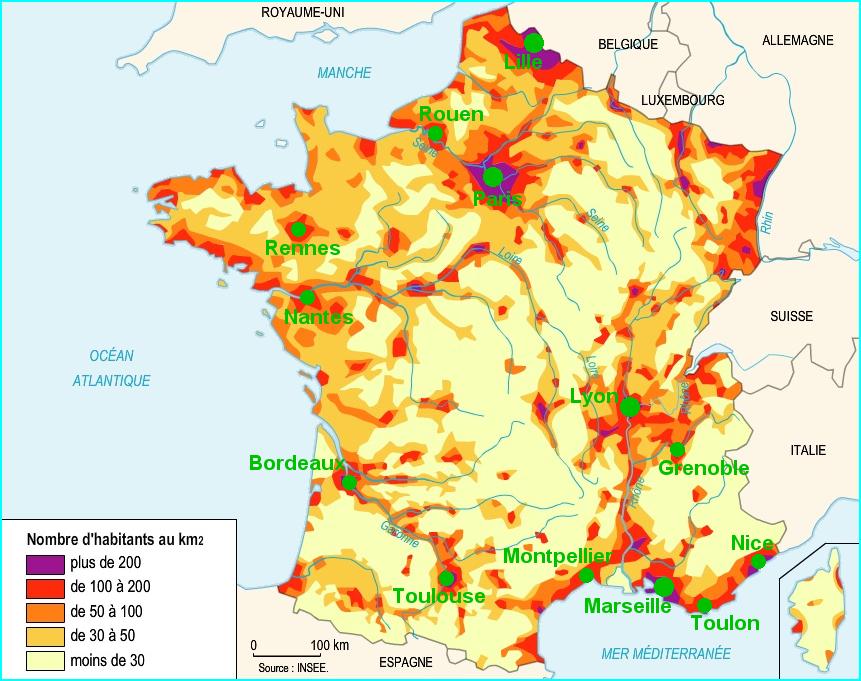 ROYAUME-UNI
BELGIQUE
ALLEMAGNE
MANCHE
Lille
LUXEMBOURG
Rouen
Seine
Paris
Seine
Rhin
Rennes
Loire
Nantes
SUISSE
OCÉAN
ATLANTIQUE
Loire
Lyon
Rhône
ITALIE
Bordeaux
Grenoble
Rhône
Garonne
Nombre d'habitants au km2
plus de 200
de 100 à 200
de 50 à 100
de 30 à 50
moins de 30
0 100 km
Source : INSEE.
Nice
Montpellier
Toulouse
Marseille
Toulon
MER MÉDITERRANÉE
ESPAGNE